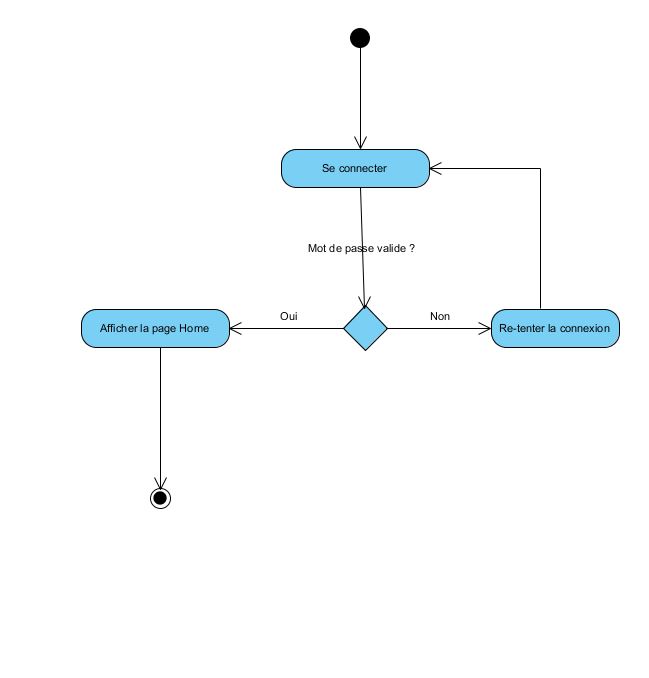 Se connecter
Mot de passe valide ?
Afficher la page Home
Oui
Non
Re-tenter la connexion